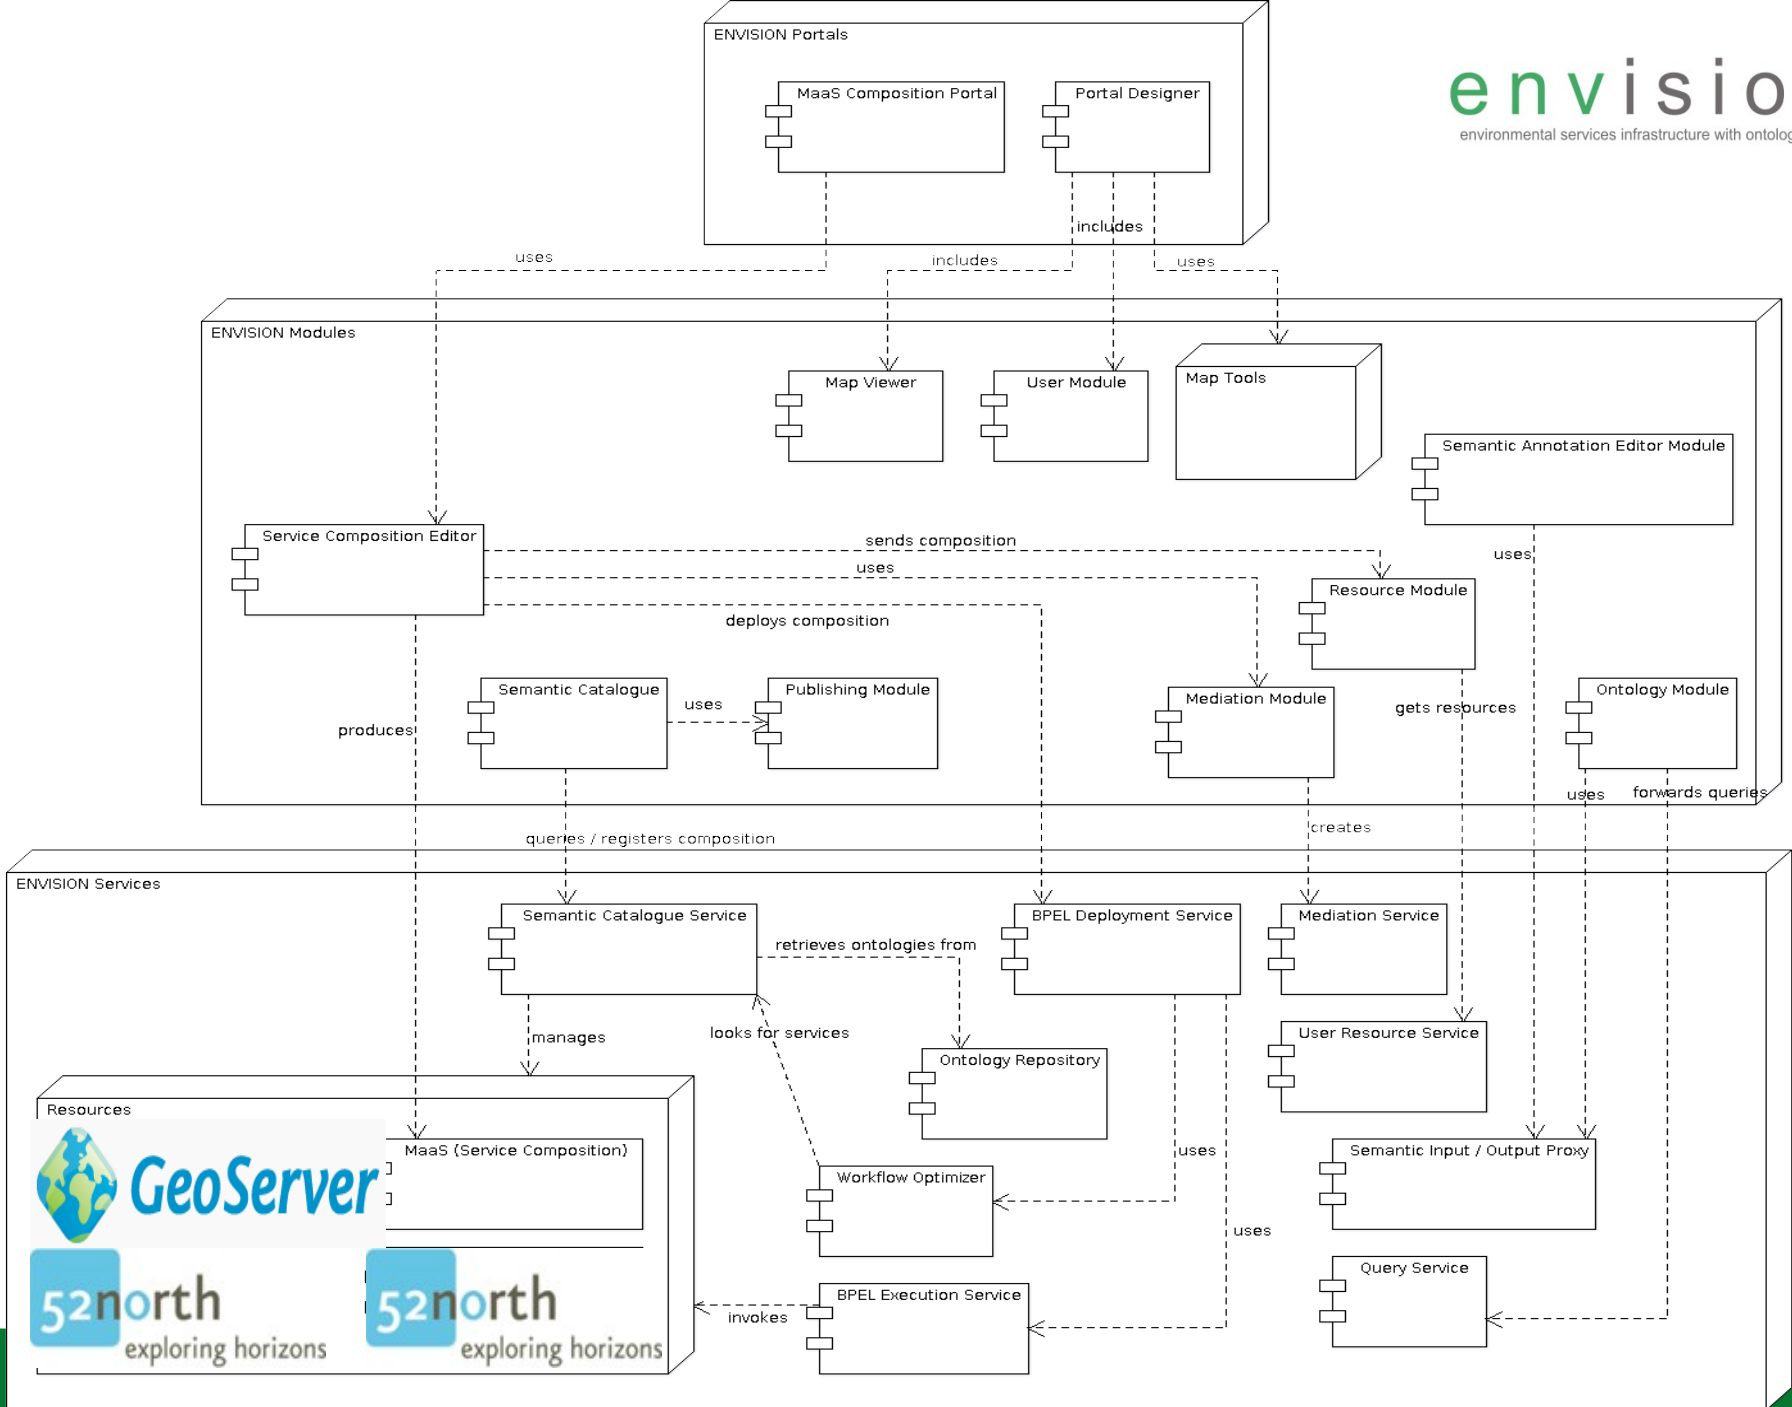 ENVISION Portals
MaaS Composition Portal
Portal Designer
envisio
environmental services infrastructure with ontolog
includes
uses
includes
uses
ENVISION Modules
Map Viewer
User Module
Map Tools
Semantic Annotation Editor Module
Service Composition Editor
sends composition
uses
uses
Resource Module
deploys composition
Semantic Catalogue
uses
Publishing Module
Mediation Module
gets resources
Ontology Module
produces
uses
forwards queries
creates
queries / registers composition
ENVISION Services
Semantic Catalogue Service
BPEL Deployment Service
Mediation Service
retrieves ontologies from
looks for services
manages
User Resource Service
Ontology Repository
Resources
MaaS (Service Composition)
uses
Semantic Input / Output Proxy
GeoServer
Workflow Optimizer
uses
Query Service
52north
exploring horizons
52north
exploring horizons
BPEL Execution Service
invokes